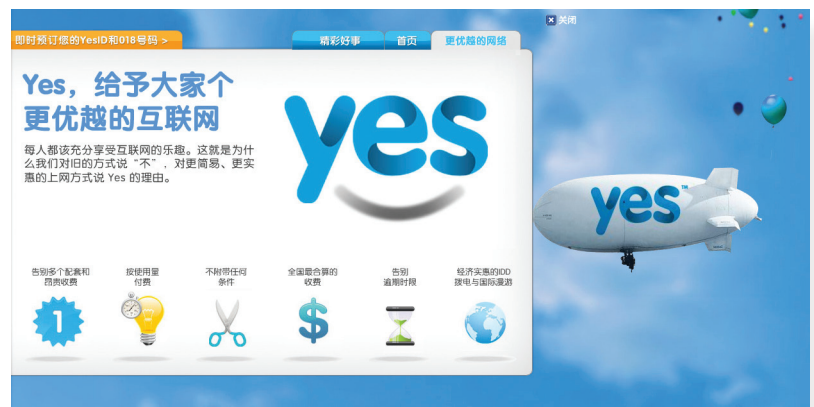 关闭
即时预订您的YesID和018号码 >
精彩好事
首页
更优越的网络
Yes，给予大家个
更优越的互联网
每人都该充分享受互联网的乐趣。这就是为什
么我们对旧的方式说“不”，对更简易、更实
惠的上网方式说 Yes 的理由。
yes
yes™
告别多个配套和
昂贵收费
按使用量
付费
不附带任何
条件
全国最合算的
收费
告别
逾期时限
经济实惠的IDD
拨电与国际漫游
1
$